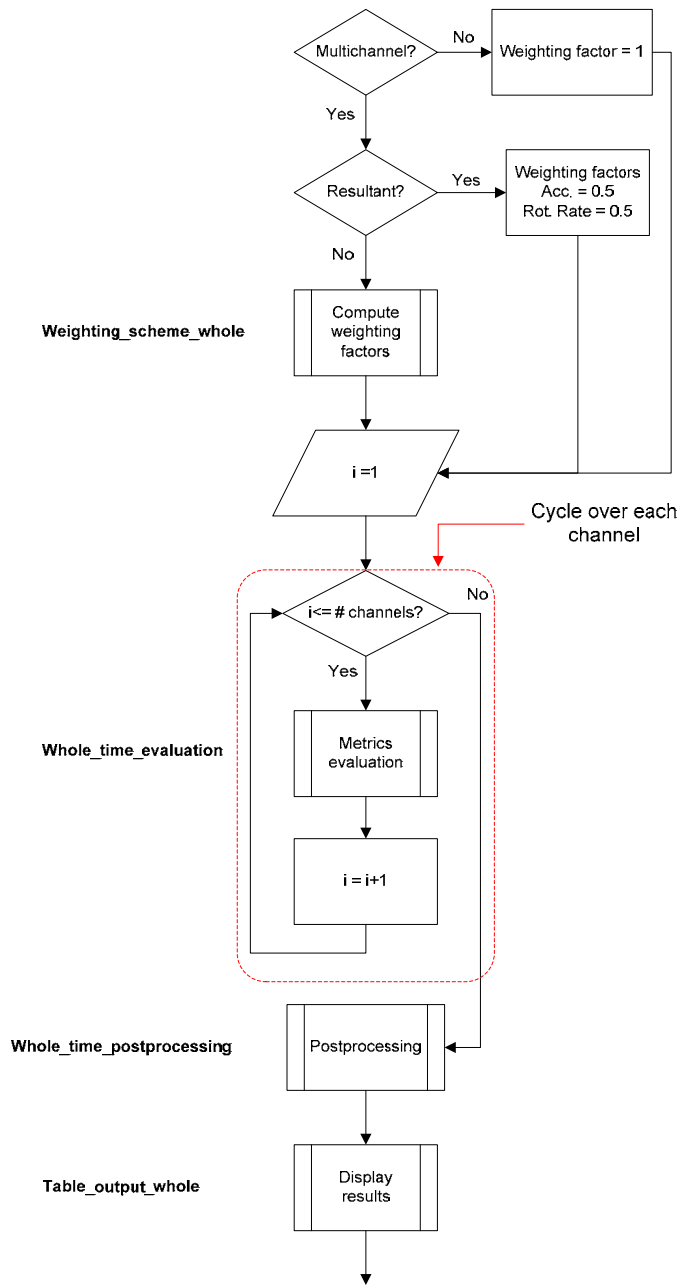 Multichannel?
No
Weighting factor = 1
Yes
Resultant?
Yes
Weighting factors
Acc. = 0.5
Rot. Rate = 0.5
No
Weighting_scheme_whole
Compute
weighting
factors
i =1
Cycle over each
channel
i<= # channels?
No
Yes
Whole_time_evaluation
Metrics
evaluation
i = i+1
Whole_time_postprocessing
Postprocessing
Table_output_whole
Display
results